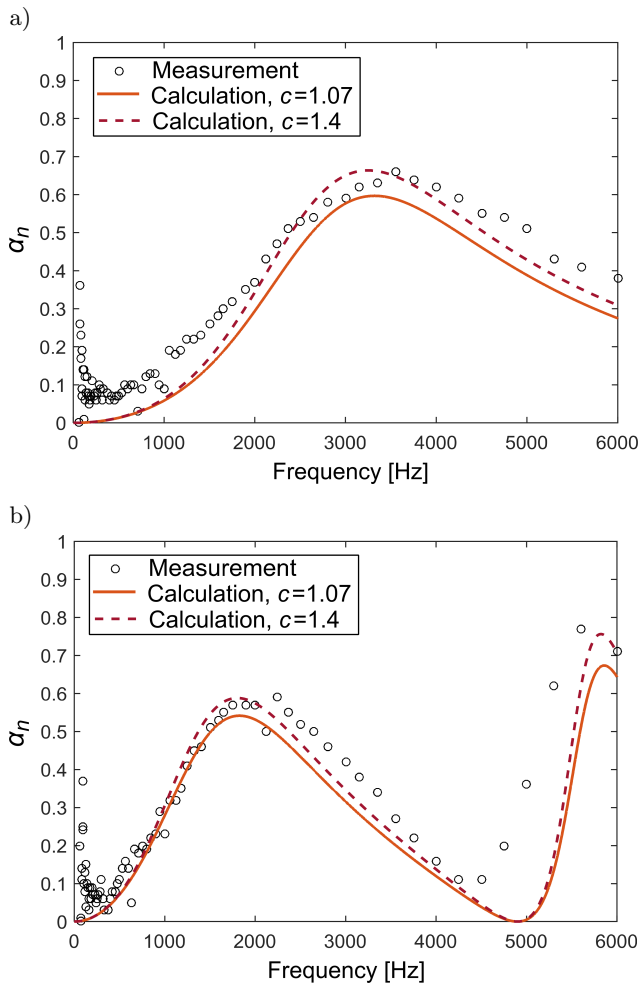 a)
1
0.9
0.8
0.7
0.6
0.5
0.4
0.3
0.2
0.1
0
αn
Measurement
Calculation, c=1.07
Calculation, c=1.4
0 1000 2000 3000 4000 5000 6000
Frequency [Hz]
b)
1
0.9
0.8
0.7
0.6
0.5
0.4
0.3
0.2
0.1
0
αn
Measurement
Calculation, c=1.07
Calculation, c=1.4
0 1000 2000 3000 4000 5000 6000
Frequency [Hz]